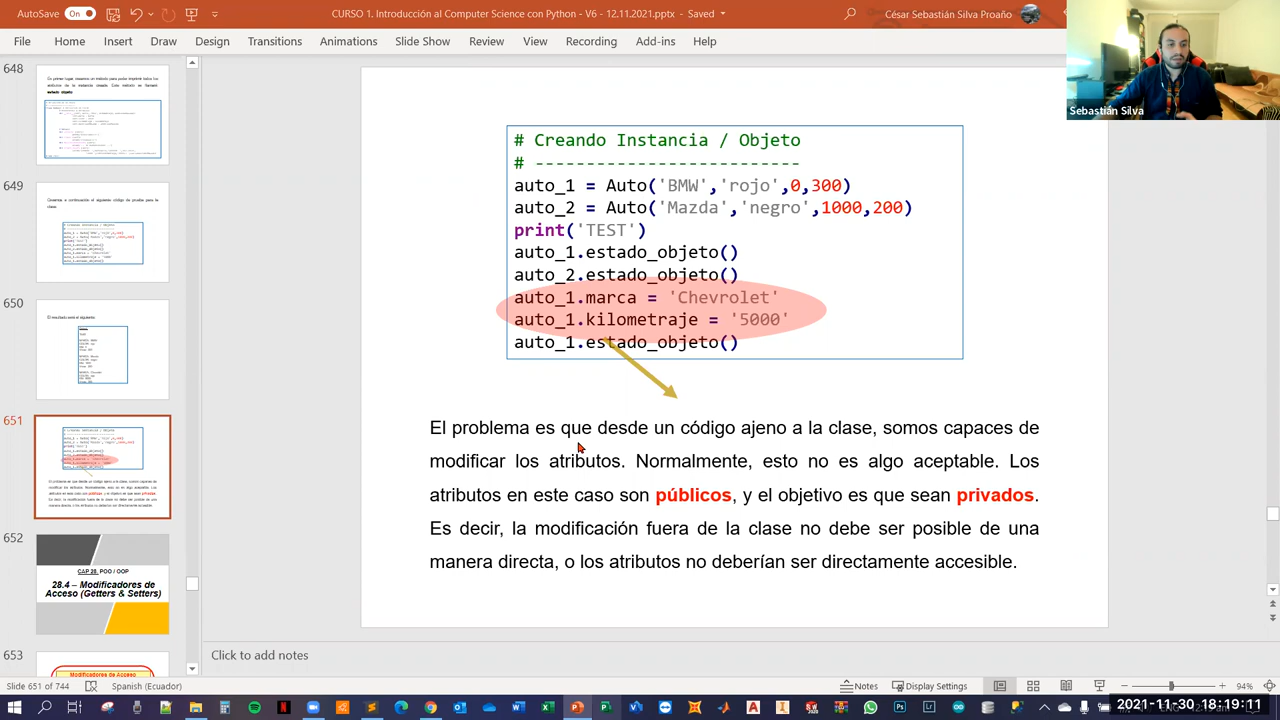 AutoSave On CURSO 1. Introducción al Análisis y Programación en Python - V6 - 12.11.2021.pptx - Saved César Silva Proaño
File Home Insert Draw Design Transitions Animations Slide Show Review View Recording Add-ins Help
Sebastián Silva
648
649
650
651
652
CAP 28. POO / OOP
28.4 – Modificadores de
Acceso (Getters & Setters)
653
Modificadores de Acceso
# Creando Instancia / Objeto
# --------------------------
auto_1 = Auto('BMW','rojo',0,300)
auto_2 = Auto('Mazda','negro',1000,200)
print('TEST')
auto_1.estado_objeto()
auto_2.estado_objeto()
auto_1.marca = 'Chevrolet'
auto_1.kilometraje = '5000'
auto_1.estado_objeto()
El problema es que desde un código ajeno a la clase, somos capaces de
modificar los atributos. Normalmente, esto no es algo aceptable. Los
atributos en este caso son públicos, y el objetivo es que sean privados.
Es decir, la modificación fuera de la clase no debe ser posible de una
manera directa, o los atributos no deberían ser directamente accesible.
Click to add notes
Slide 651 of 744 Spanish (Ecuador) Notes Display Settings 94%
2021-11-30 18:19:11